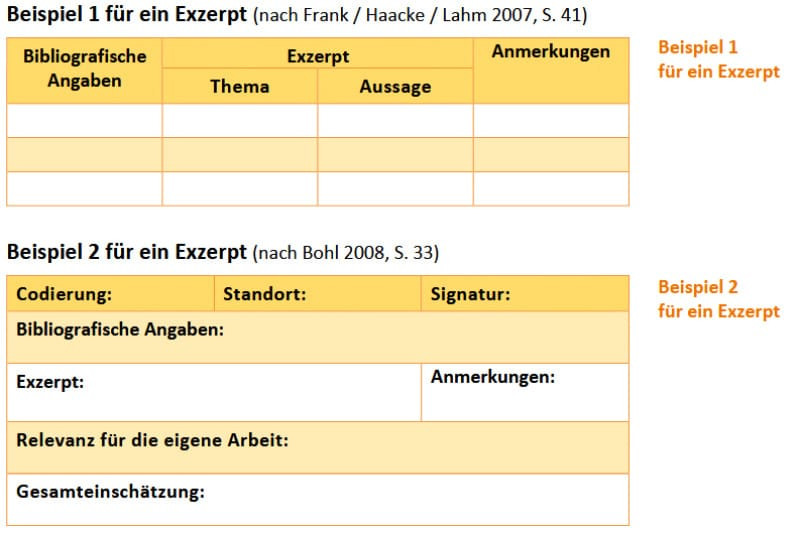 Beispiel 1 für ein Exzerpt (nach Frank / Haacke / Lahm 2007, S. 41)
Bibliografische Angaben
Exzerpt
Anmerkungen
Thema
Aussage
Beispiel 1
für ein Exzerpt
Beispiel 2 für ein Exzerpt (nach Bohl 2008, S. 33)
Codierung:
Standort:
Signatur:
Bibliografische Angaben:
Exzerpt:
Anmerkungen:
Relevanz für die eigene Arbeit:
Gesamteinschätzung:
Beispiel 2
für ein Exzerpt